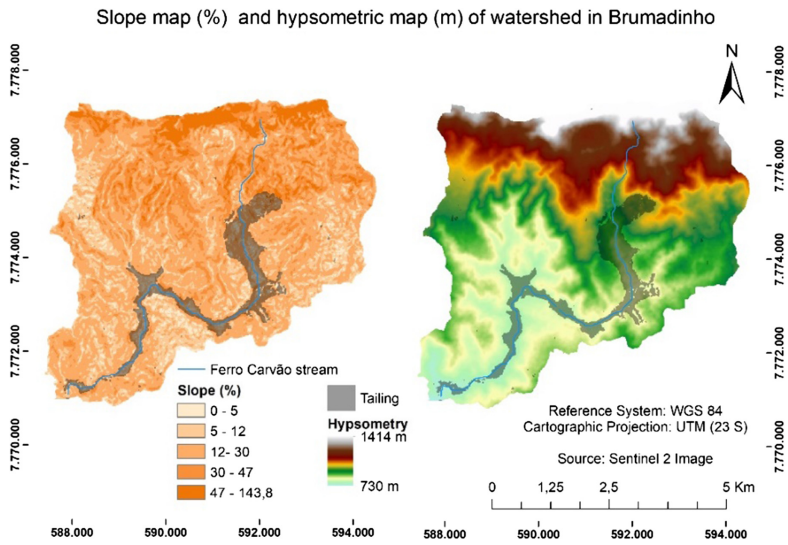 Slope map (%) and hypsometric map (m) of watershed in Brumadinho
N
7.778.000
7.776.000
7.774.000
7.772.000
7.770.000
7.778.000
7.776.000
7.774.000
7.772.000
7.770.000
Ferro Carvão stream
Slope (%)
0 - 5
5 - 12
12- 30
30 - 47
47 - 143,8
Tailing
Hypsometry
1414 m
730 m
Reference System: WGS 84
Cartographic Projection: UTM (23 S)
Source: Sentinel 2 Image
0 1,25 2,5 5 Km
588.000 590.000 592.000 594.000 588.000 590.000 592.000 594.000